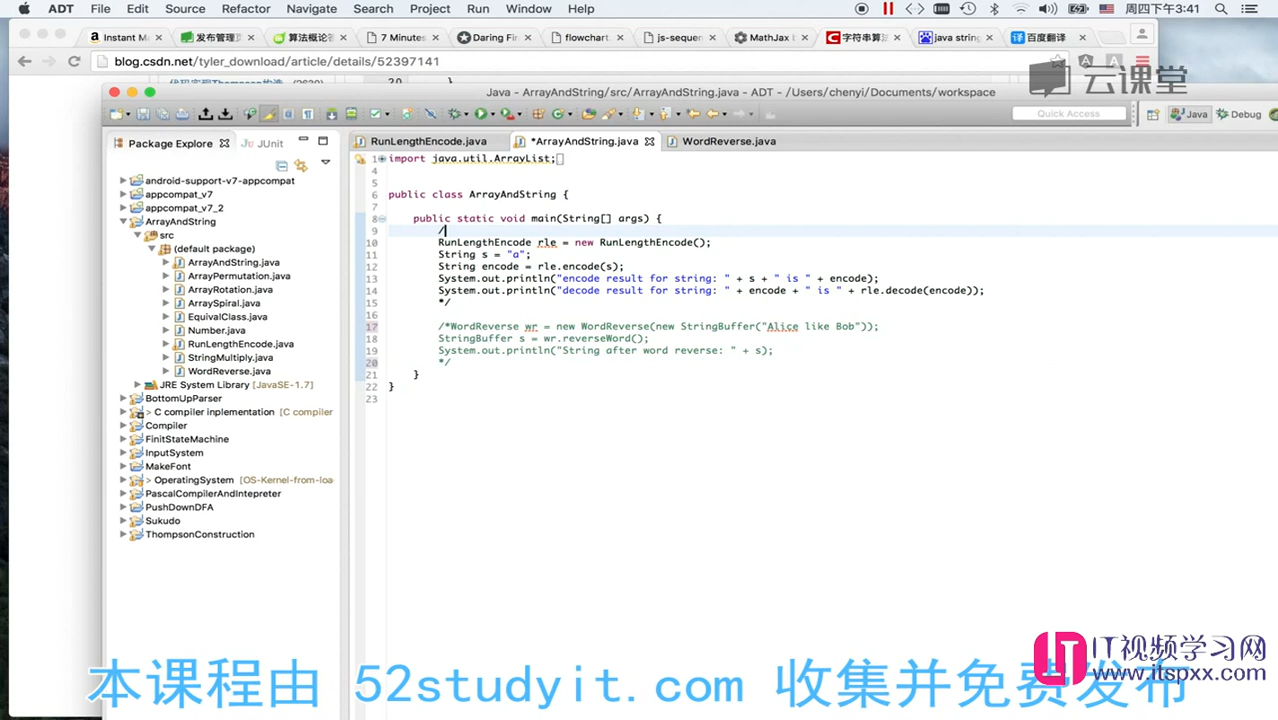 ADT File Edit Source Refactor Navigate Search Project Run Window Help 周四下午3:41
Instant M 发布管理 算法概论答 7 Minutes Daring Fir flowchart. js-sequen MathJax b 字符串算法 java string 百度翻译
blog.csdn.net/tyler_download/article/details/52397141
20 }
云课堂
Java - ArrayAndString/src/ArrayAndString.java - ADT - /Users/chenyi/Documents/workspace
Quick Access Java Debug
Package Explore JUnit
RunLengthEncode.java *ArrayAndString.java WordReverse.java
android-support-v7-appcompat
appcompat_v7
appcompat_v7_2
ArrayAndString
src
(default package)
ArrayAndString.java
ArrayPermutation.java
ArrayRotation.java
ArraySpiral.java
EquivalClass.java
Number.java
RunLengthEncode.java
StringMultiply.java
WordReverse.java
JRE System Library [JavaSE-1.7]
BottomUpParser
> C compiler inplementation [C compiler
Compiler
FinitStateMachine
InputSystem
MakeFont
> OperatingSystem [OS-Kernel-from-loa
PascalCompilerAndIntepreter
PushDownDFA
Sukudo
ThompsonConstruction
1 import java.util.ArrayList;
4
5
6 public class ArrayAndString {
7
8 public static void main(String[] args) {
9 /
10 RunLengthEncode rle = new RunLengthEncode();
11 String s = "a";
12 String encode = rle.encode(s);
13 System.out.println("encode result for string: " + s + " is " + encode);
14 System.out.println("decode result for string: " + encode + " is " + rle.decode(encode));
15 */
16
17 /*WordReverse wr = new WordReverse(new StringBuffer("Alice like Bob"));
18 StringBuffer s = wr.reverseWord();
19 System.out.println("String after word reverse: " + s);
20 */
21 }
22 }
23
IT视频学习网
www.itspxx.com
本课程由 52studyit.com 收集并免费发布